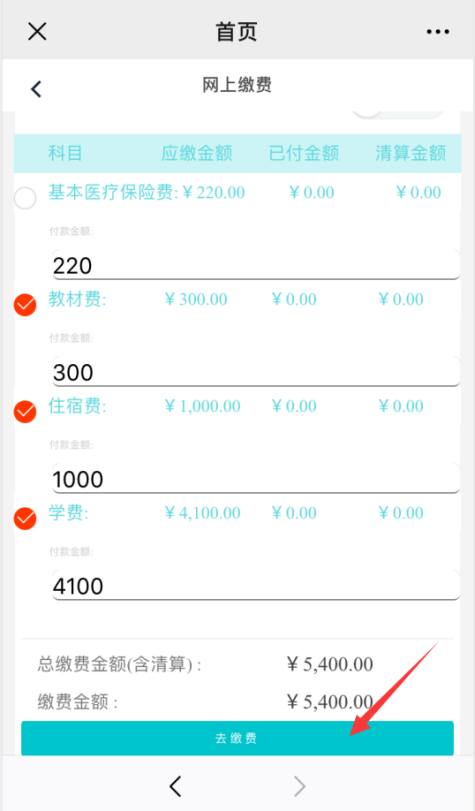 首页
网上缴费
科目 应缴金额 已付金额 清算金额
基本医疗保险费:￥220.00 ￥0.00 ￥0.00
付款金额:
220
教材费: ￥300.00 ￥0.00 ￥0.00
付款金额:
300
住宿费: ￥1,000.00 ￥0.00 ￥0.00
付款金额:
1000
学费: ￥4,100.00 ￥0.00 ￥0.00
付款金额:
4100
总缴费金额(含清算) : ￥5,400.00
缴费金额 : ￥5,400.00
去缴费